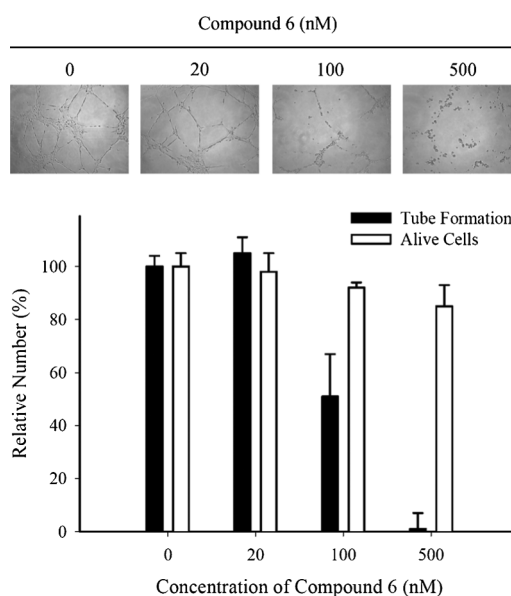 Compound 6 (nM)
0 20 100 500
Tube Formation
Alive Cells
Relative Number (%)
100
80
60
40
20
0
0 20 100 500
Concentration of Compound 6 (nM)